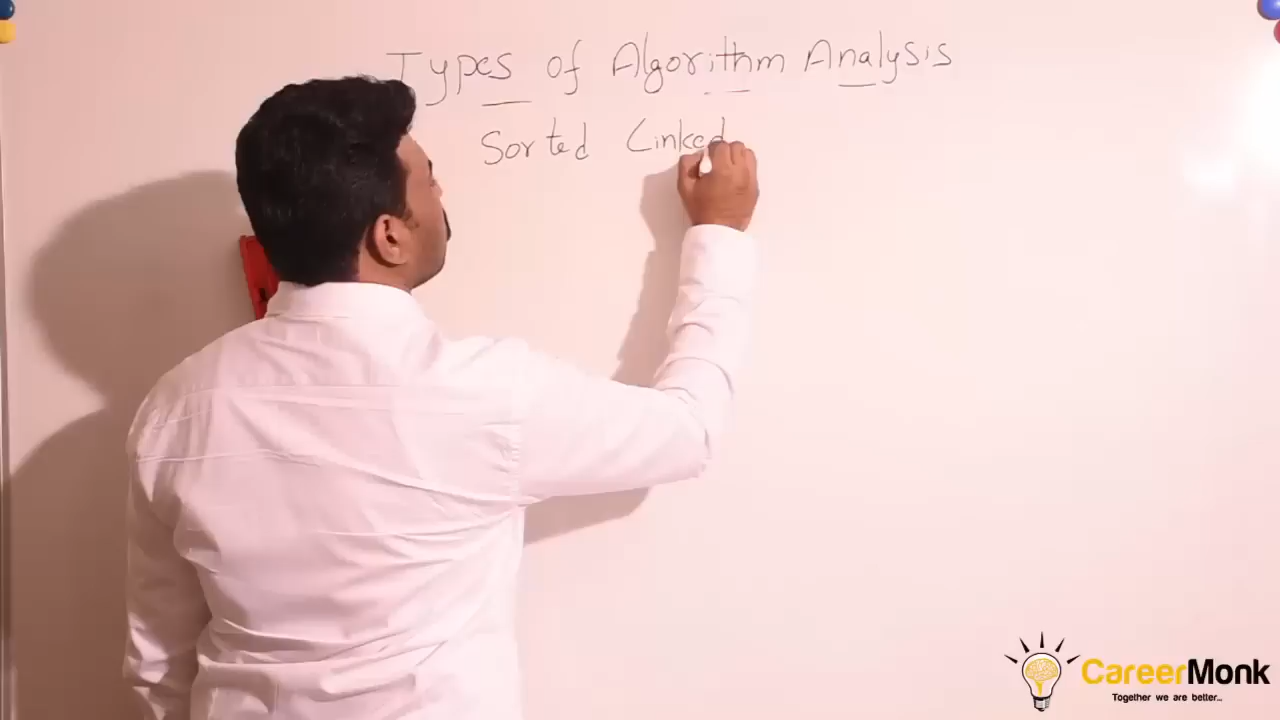 Types of Algorithm Analysis
Sorted Linked
CareerMonk
Together we are better...